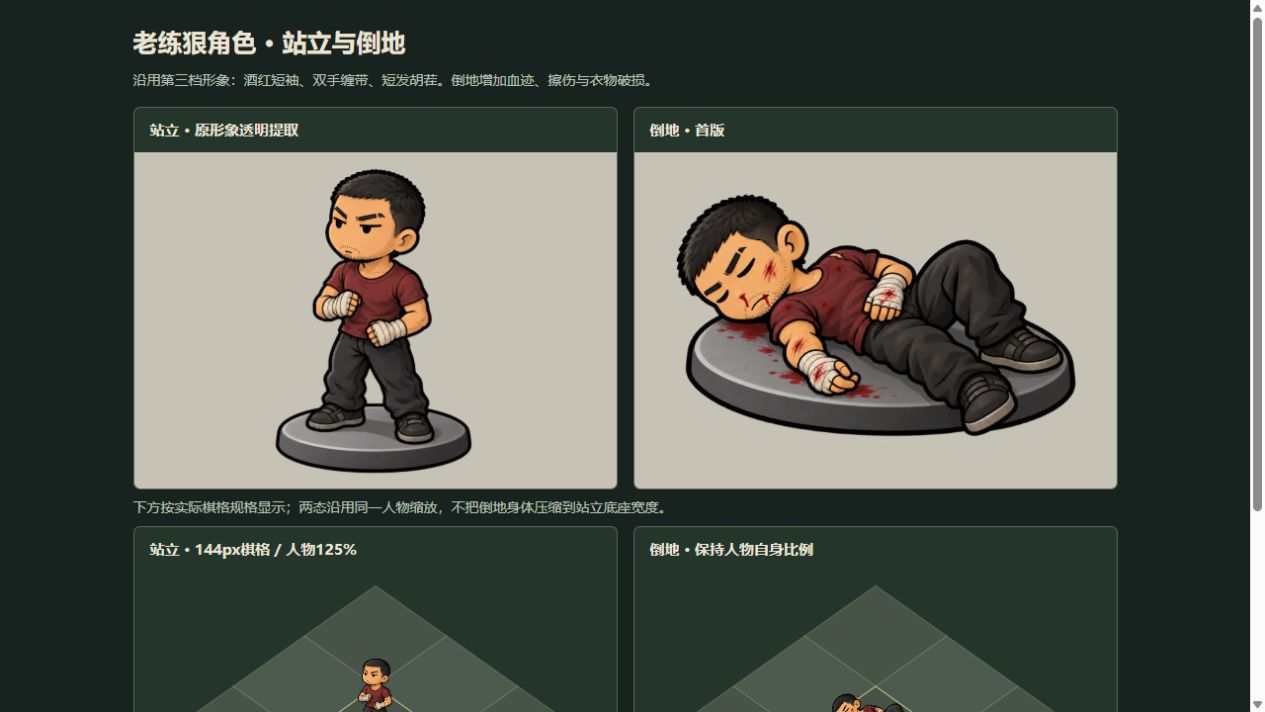 老练狠角色 · 站立与倒地
沿用第三档形象：酒红短袖、双手缠带、短发胡茬。倒地增加血迹、擦伤与衣物破损。
站立 · 原形象透明提取
倒地 · 首版
下方按实际棋格规格显示；两态沿用同一人物缩放，不把倒地身体压缩到站立底座宽度。
站立 · 144px棋格 / 人物125%
倒地 · 保持人物自身比例